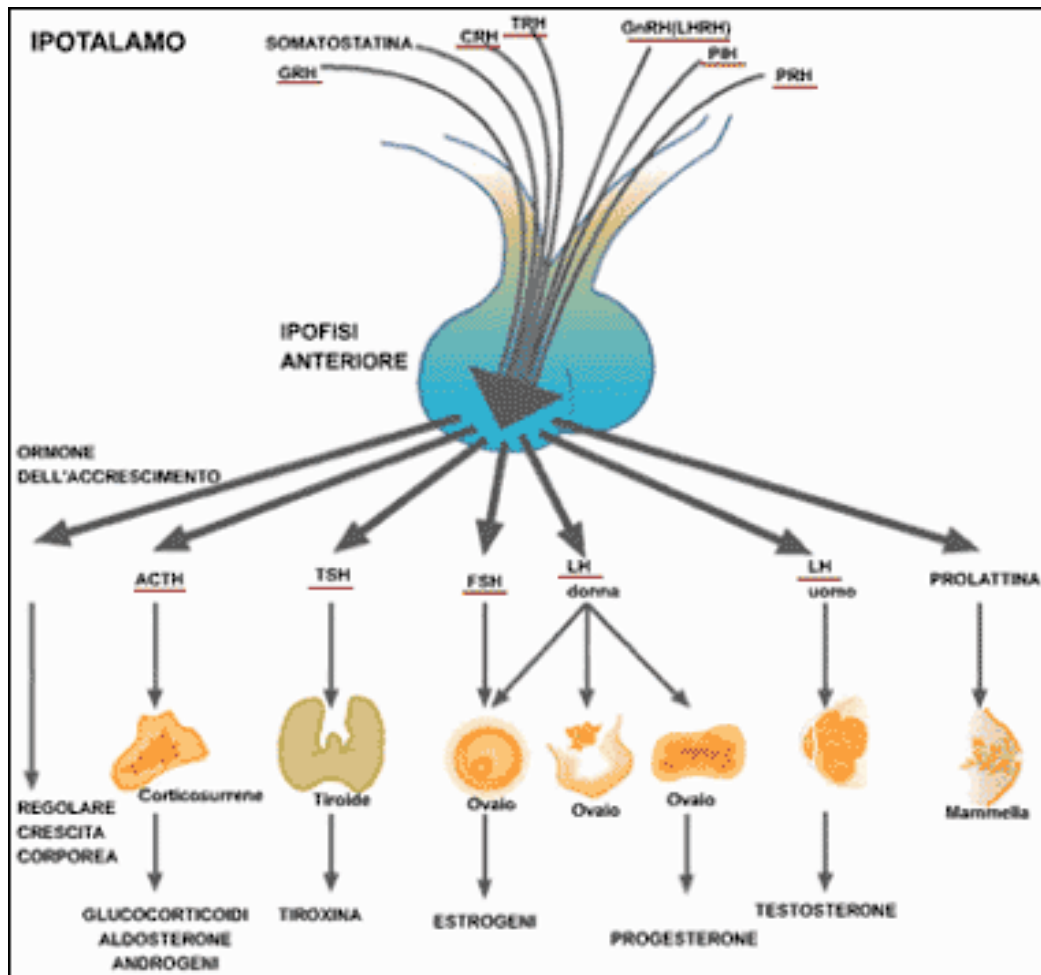 IPOTALAMO
SOMATOSTATINA
GRH
CRH
TRH
GnRH(LHRH)
PIH
PRH
IPOFISI
ANTERIORE
ORMONE
DELL'ACCRESCIMENTO
ACTH
TSH
FSH
LH
donna
LH
uomo
PROLATTINA
Corticosurrene
Tiroide
Ovaio
Ovaio
Ovaio
Mammella
REGOLARE
CRESCITA
CORPOREA
GLUCOCORTICOIDI
ALDOSTERONE
ANDROGENI
TIROXINA
ESTROGENI
PROGESTERONE
TESTOSTERONE